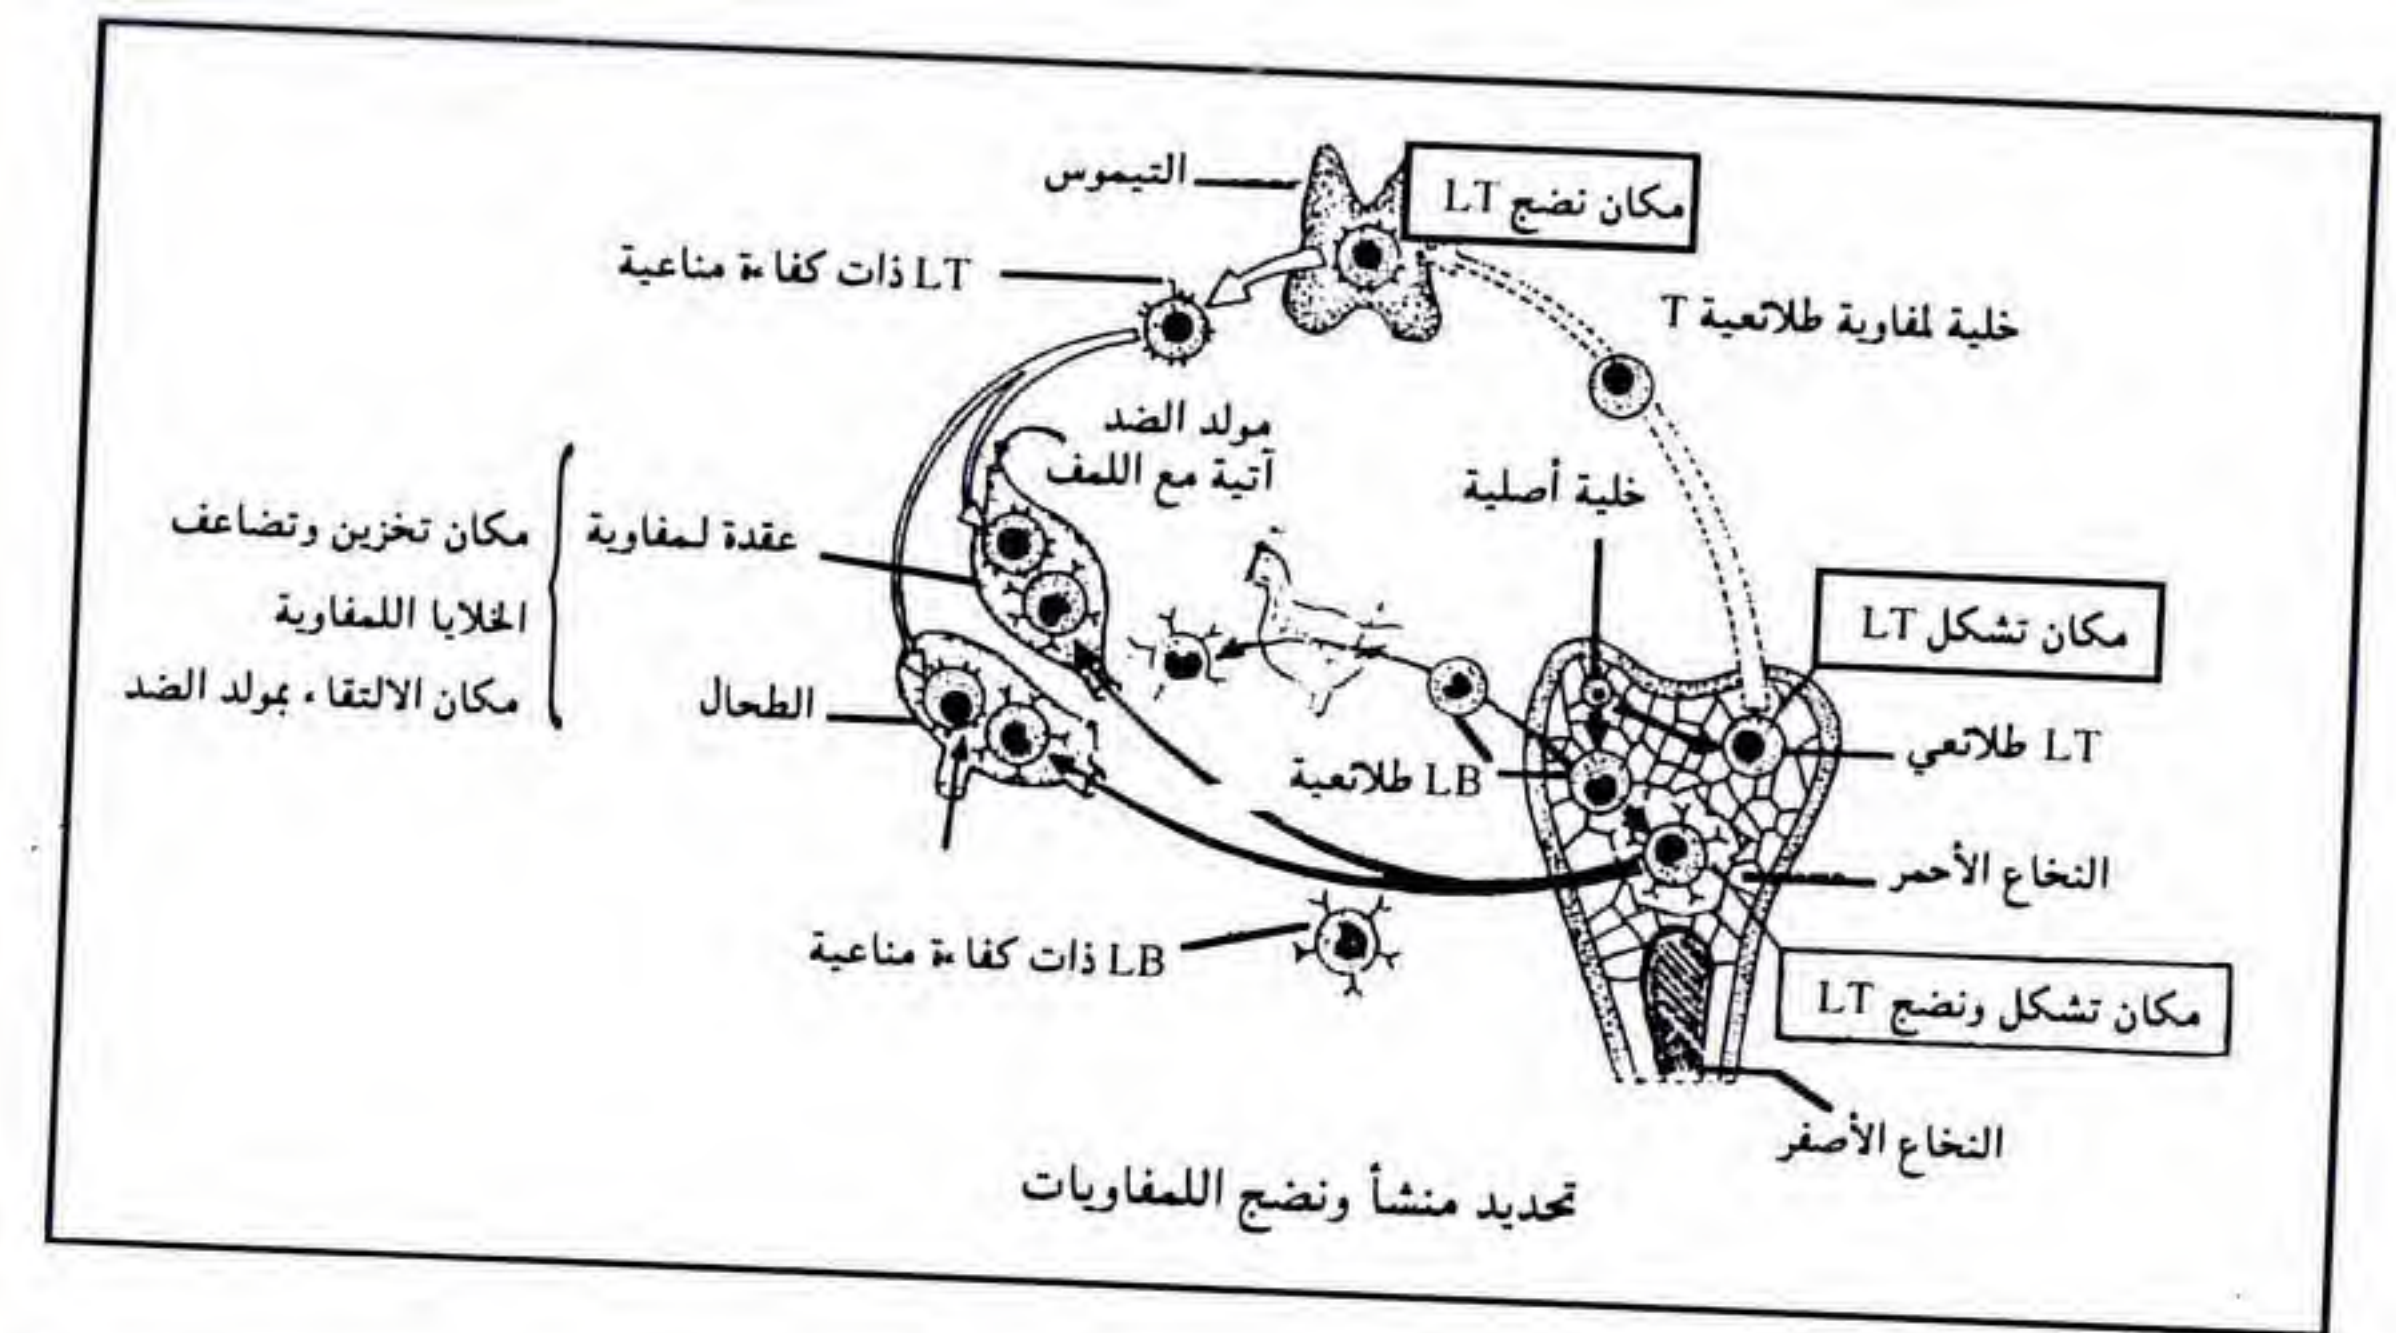 مكان نضج LT
التيموس
LT ذات كفاءة مناعية
خلية لمفاوية طلائعية T
مولد الضد
آتية مع اللمف
خلية أصلية
عقدة لمفاوية
مكان تخزين وتضاعف
الخلايا اللمفاوية
مكان الالتقاء بمولد الضد
مكان تشكل LT
الطحال
LT طلائعي
LB طلائعية
النخاع الأحمر
LB ذات كفاءة مناعية
مكان تشكل ونضج LT
النخاع الأصفر
تحديد منشأ ونضج اللمفاويات